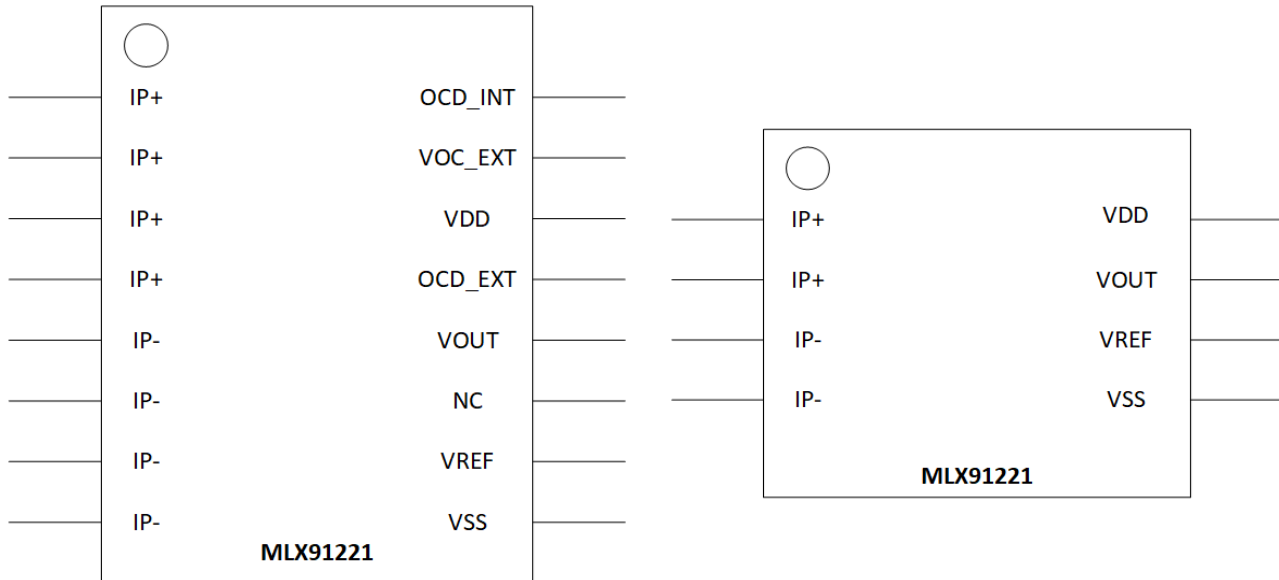 IP+ OCD_INT
IP+ VOC_EXT
IP+ VDD
IP+ OCD_EXT
IP- VOUT
IP- NC
IP- VREF
IP- VSS
MLX91221
IP+ VDD
IP+ VOUT
IP- VREF
IP- VSS
MLX91221